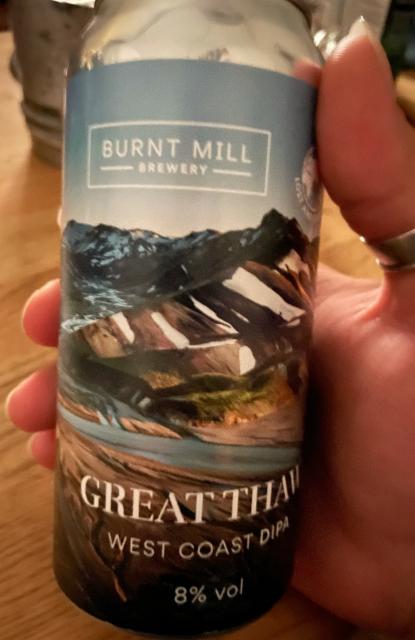 BURNT MILL
BREWERY
GREAT THAW
WEST COAST DIPA
8% vol